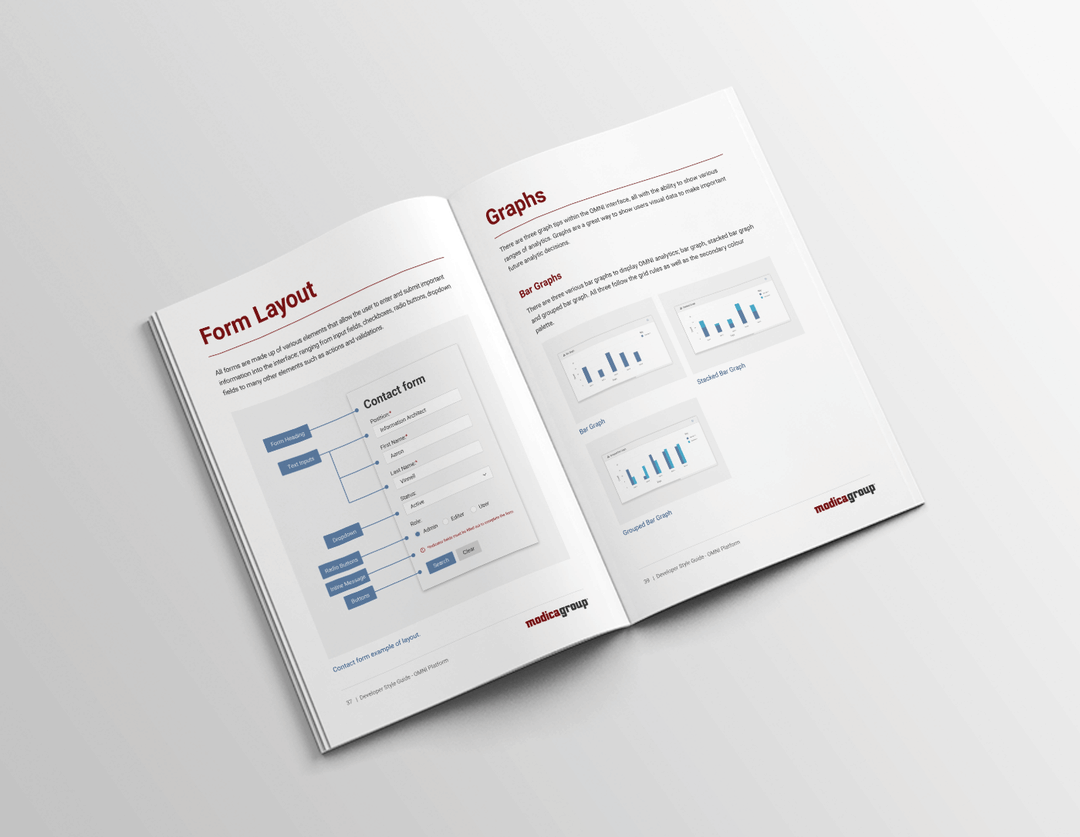 Form Layout
All forms are made up of various elements that allow the user to enter and submit important
information into the interface; ranging from input fields, checkboxes, radio buttons, dropdown
fields to many other elements such as actions and validations.
Form Heading
Text Inputs
Dropdown
Radio Buttons
Inline Message
Buttons
Contact form
Position:*
Information Architect
First Name:*
Aaron
Last Name:*
Status:
Active
Role:
Admin
Editor
User
Search
Clear
Contact form example of layout.
modicagroup
37 | Developer Style Guide - OMNI Platform
Graphs
There are three graph tips within the OMNI interface, all with the ability to show various
ranges of analytics. Graphs are a great way to show users visual data to make important
future analytic decisions.
Bar Graphs
There are three various bar graphs to display OMNI analytics; bar graph, stacked bar graph
and grouped bar graph. All three follow the grid rules as well as the secondary colour
palette.
Bar Graph
Stacked Bar Graph
Grouped Bar Graph
modicagroup
39 | Developer Style Guide - OMNI Platform